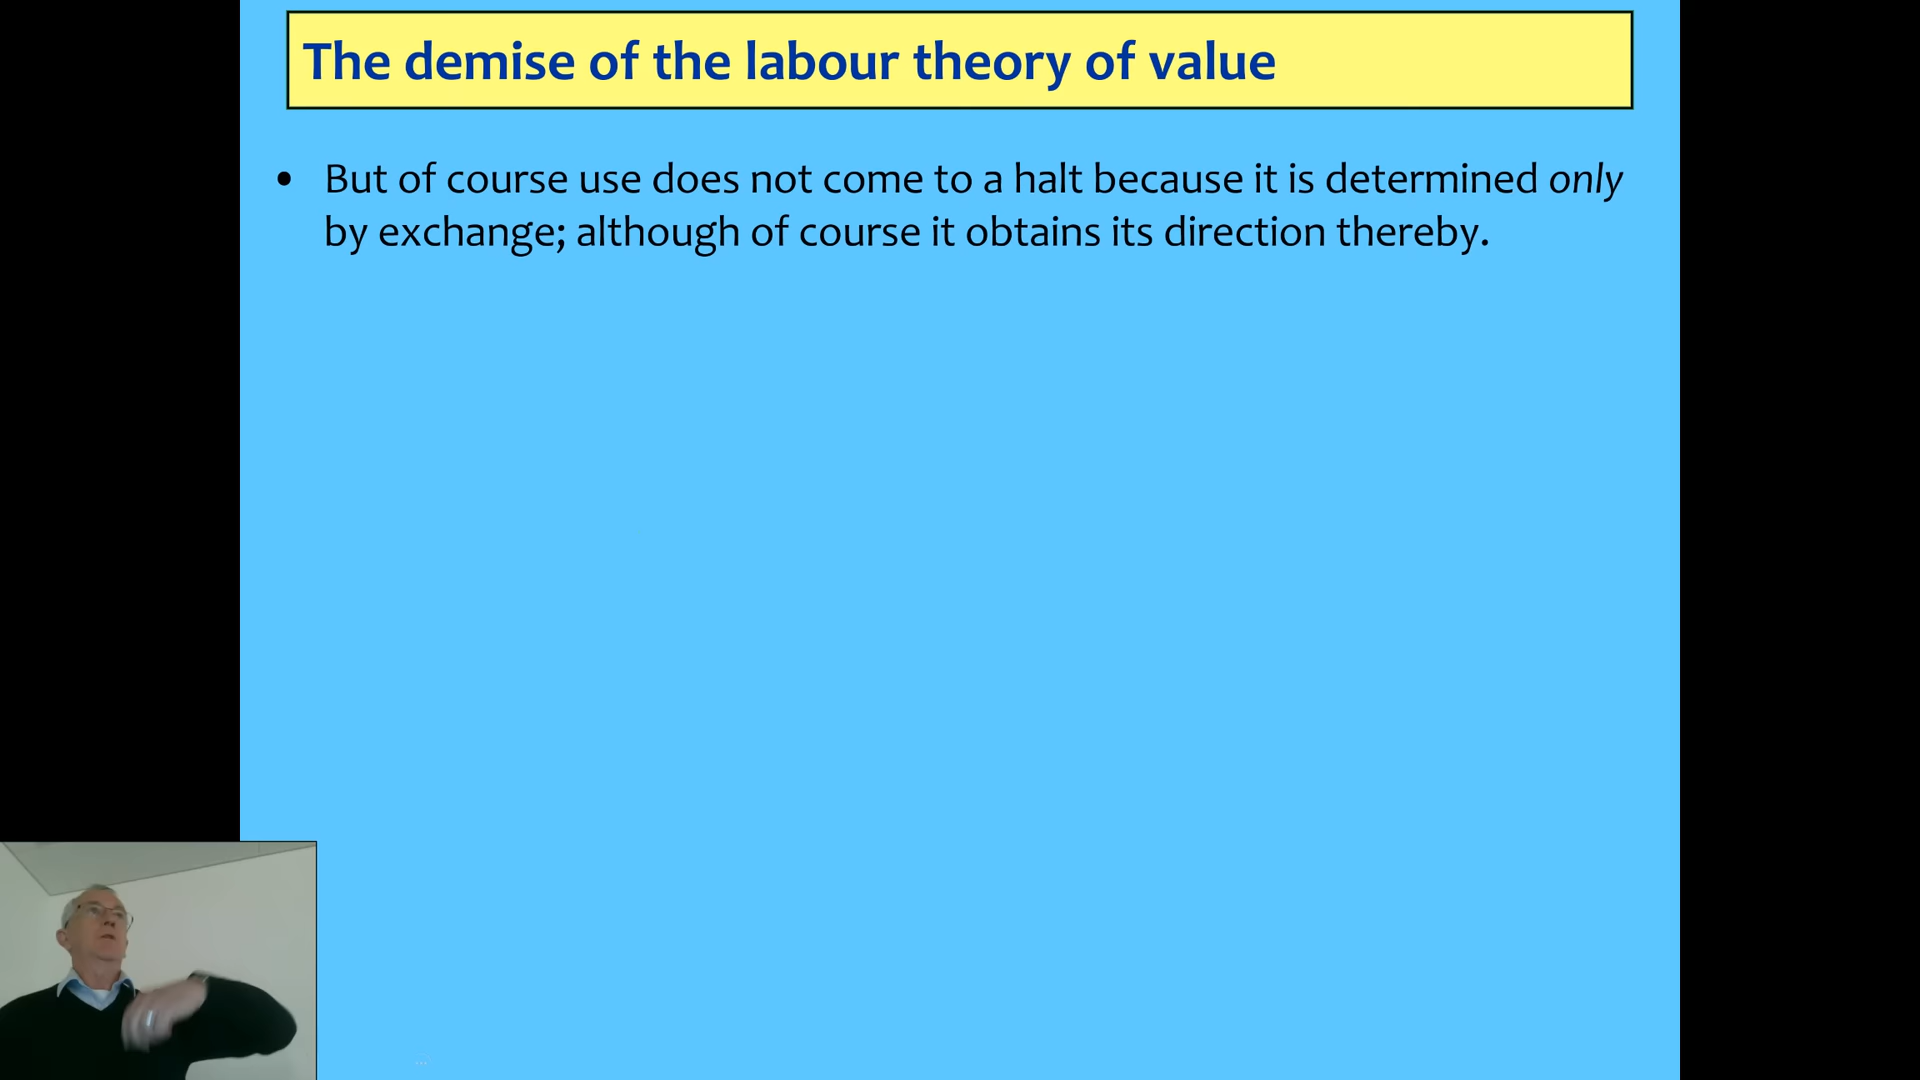 The demise of the labour theory of value
• But of course use does not come to a halt because it is determined only
by exchange; although of course it obtains its direction thereby.
...